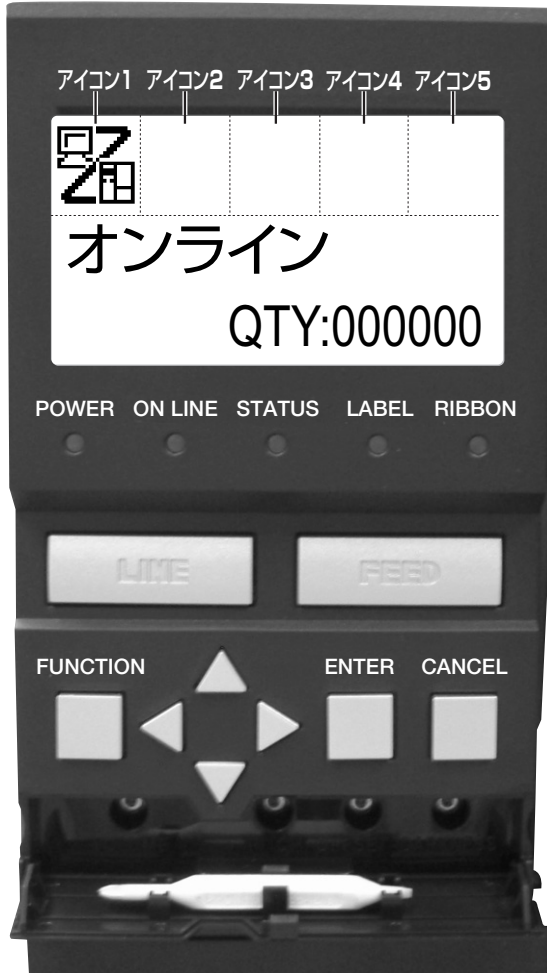 アイコン1 アイコン2 アイコン3 アイコン4 アイコン5
オンライン
QTY:000000
POWER ON LINE STATUS LABEL RIBBON
LINE FEED
FUNCTION ENTER CANCEL